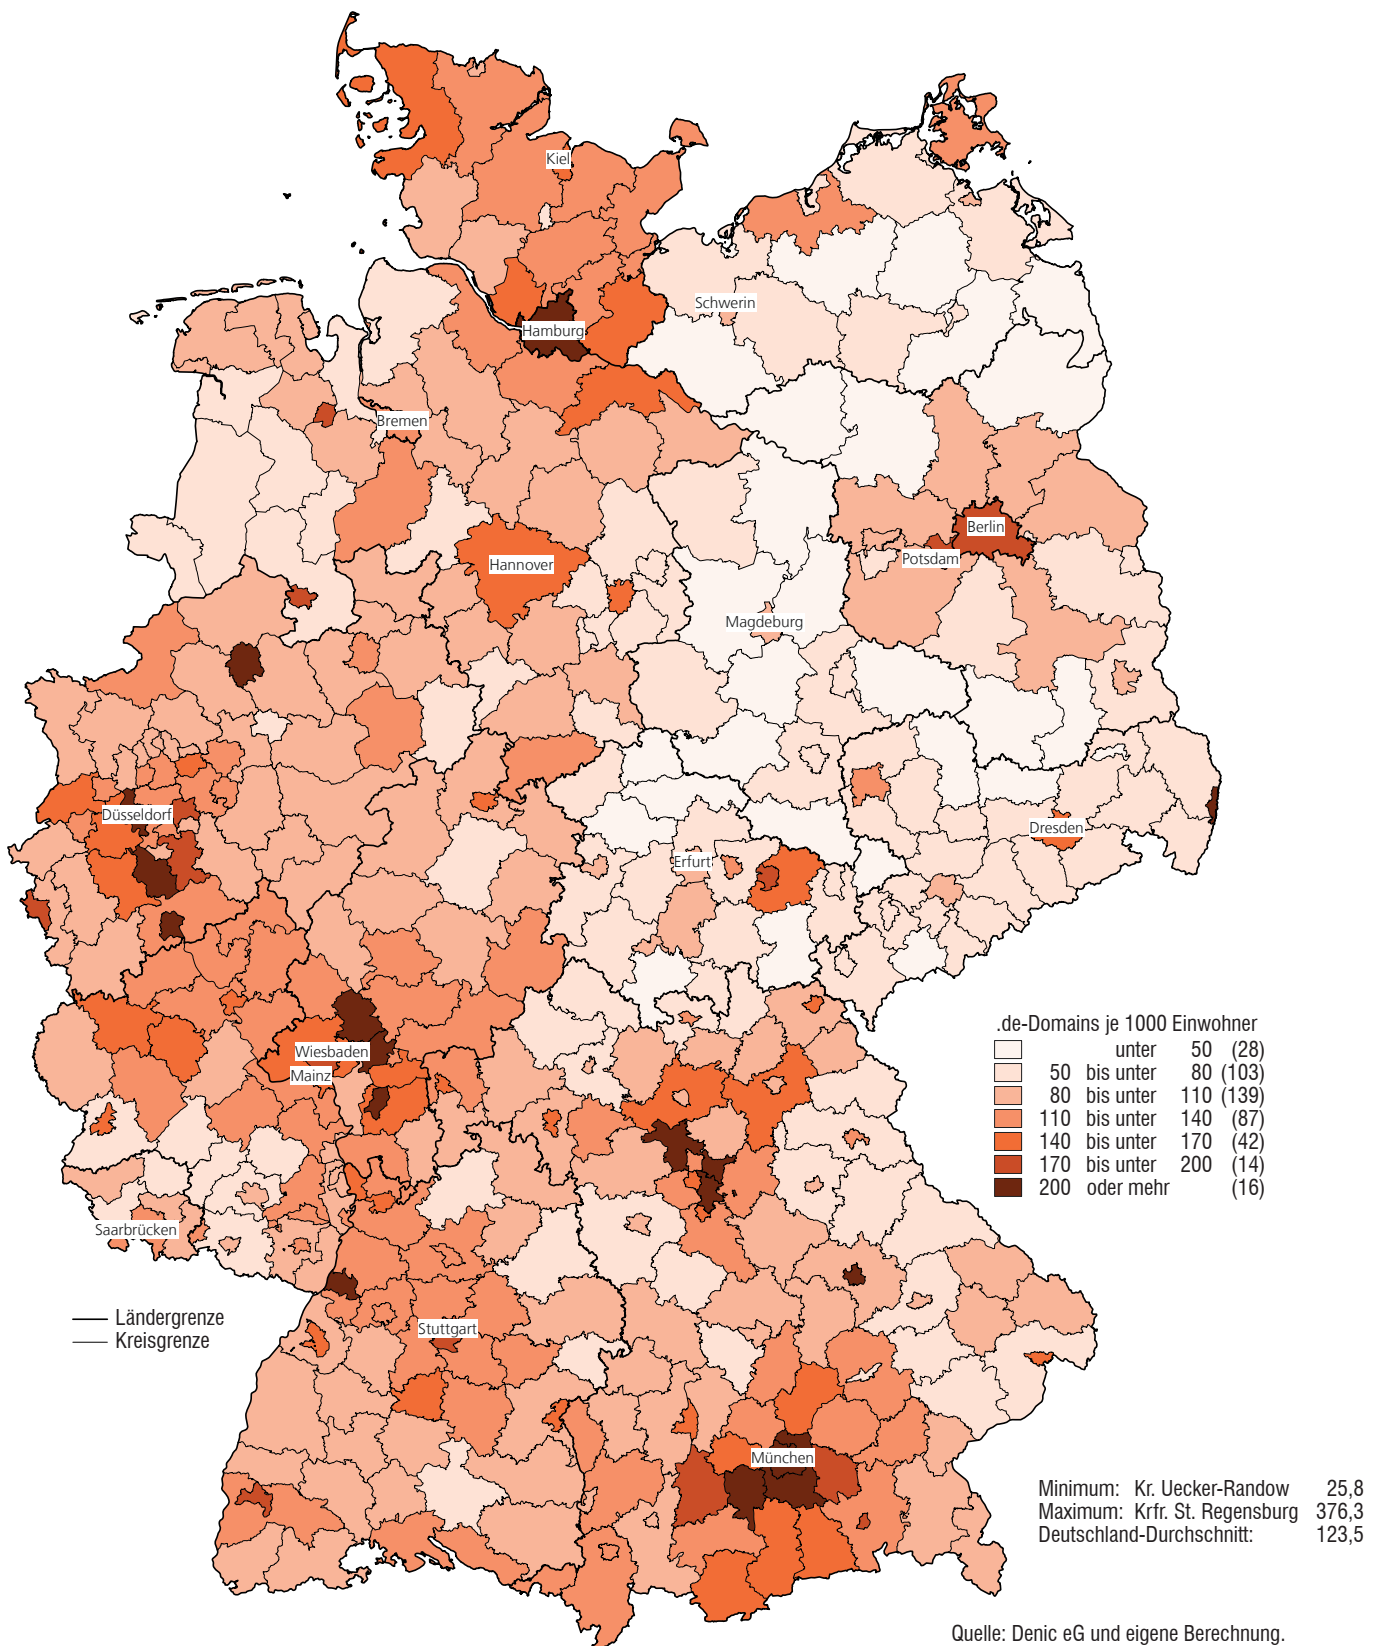 Kiel
Schwerin
Hamburg
Bremen
Berlin
Potsdam
Hannover
Magdeburg
Düsseldorf
Dresden
Erfurt
Wiesbaden
Mainz
Saarbrücken
Stuttgart
München
.de-Domains je 1000 Einwohner
unter 50 (28)
50 bis unter 80 (103)
80 bis unter 110 (139)
110 bis unter 140 (87)
140 bis unter 170 (42)
170 bis unter 200 (14)
200 oder mehr (16)
Ländergrenze
Kreisgrenze
Minimum: Kr. Uecker-Randow 25,8
Maximum: Krfr. St. Regensburg 376,3
Deutschland-Durchschnitt: 123,5
Quelle: Denic eG und eigene Berechnung.